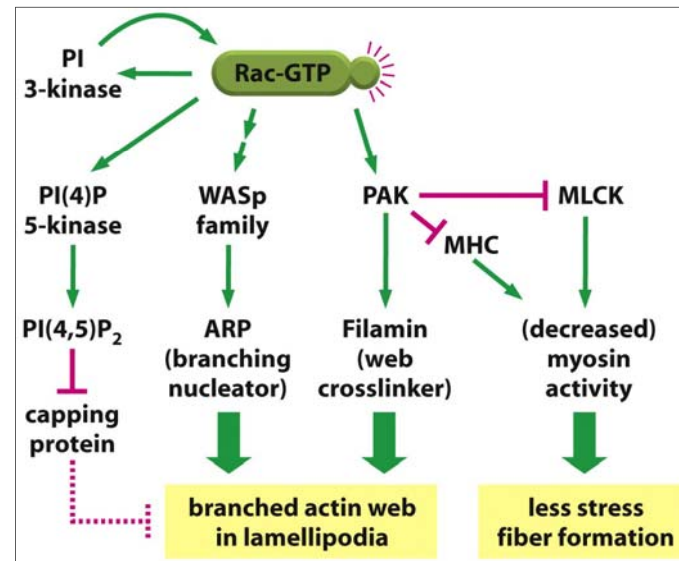 PI
3-kinase
Rac-GTP
PI(4)P
5-kinase
WASp
family
PAK
MLCK
MHC
PI(4,5)P₂
ARP
(branching
nucleator)
Filamin
(web
crosslinker)
(decreased)
myosin
activity
capping
protein
branched actin web
in lamellipodia
less stress
fiber formation